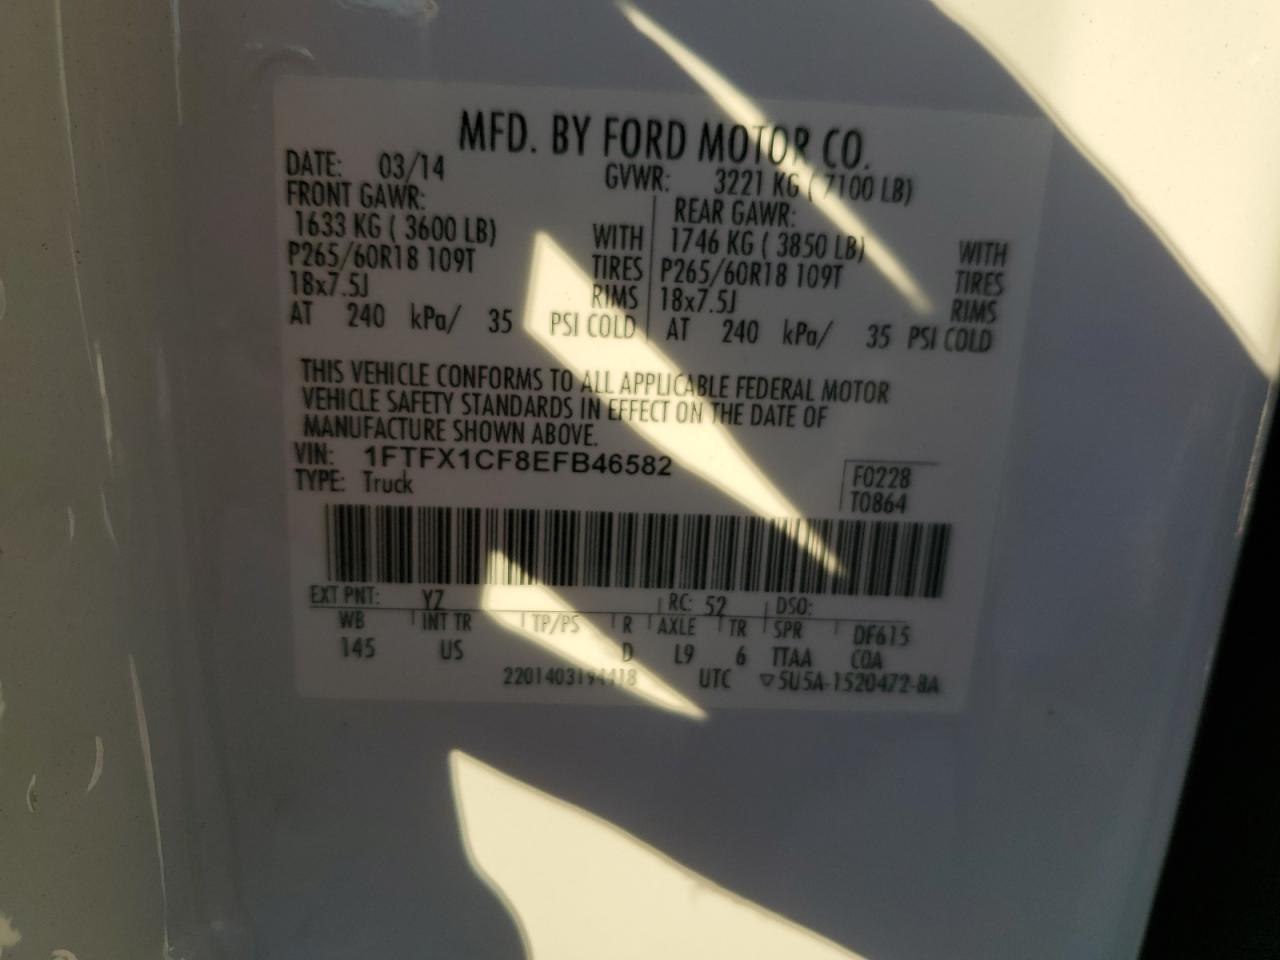 MFD. BY FORD MOTOR CO.
DATE: 03/14 GVWR: 3221 KG ( 7100 LB)
FRONT GAWR: REAR GAWR:
1633 KG ( 3600 LB) WITH 1746 KG ( 3850 LB) WITH
P265/60R18 109T TIRES P265/60R18 109T TIRES
18x7.5J RIMS 18x7.5J RIMS
AT 240 kPa/ 35 PSI COLD AT 240 kPa/ 35 PSI COLD
THIS VEHICLE CONFORMS TO ALL APPLICABLE FEDERAL MOTOR
VEHICLE SAFETY STANDARDS IN EFFECT ON THE DATE OF
MANUFACTURE SHOWN ABOVE.
VIN: 1FTFX1CF8EFB46582
TYPE: Truck
F0228
T0864
EXT PNT: YZ RC: 52 DSO:
WB INT TR TP/PS R AXLE TR SPR DF615
145 US D L9 6 TTAA COA
2201403194418 UTC ▽5U5A-1520472-BA